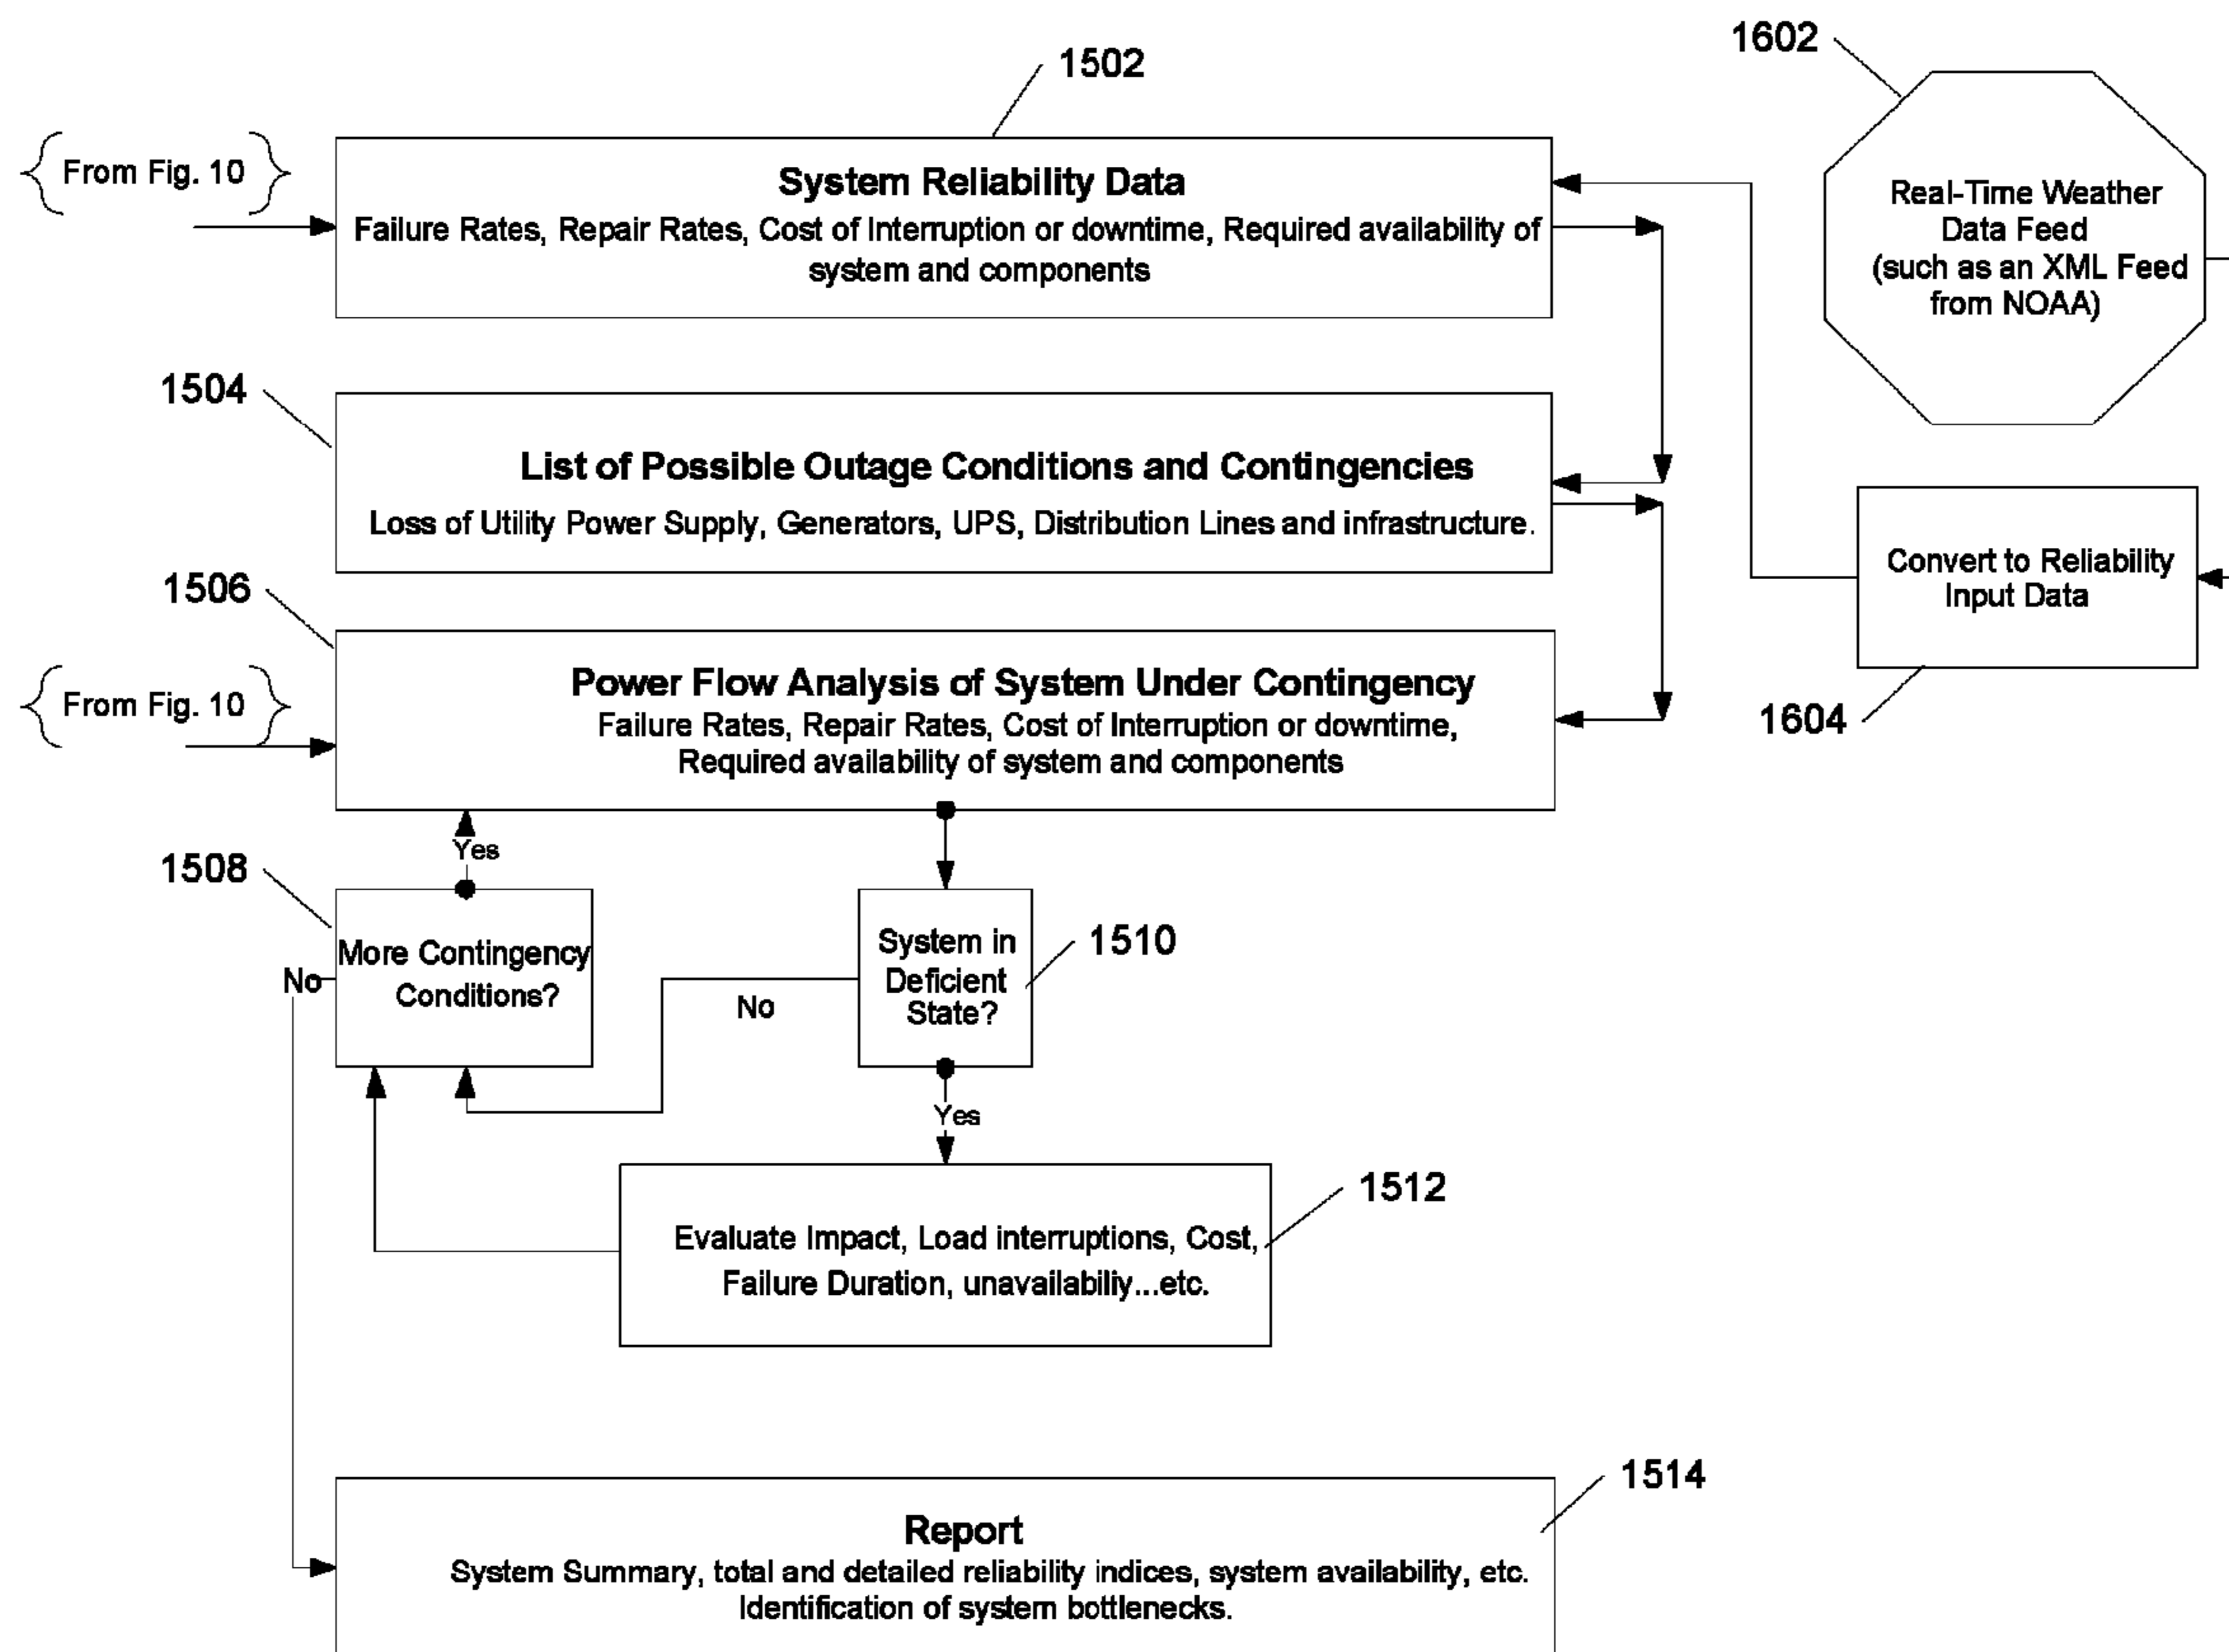 1602
1502
From Fig. 10
System Reliability Data
Failure Rates, Repair Rates, Cost of Interruption or downtime, Required availability of
system and components
Real-Time Weather
Data Feed
(such as an XML Feed
from NOAA)
1504
List of Possible Outage Conditions and Contingencies
Loss of Utility Power Supply, Generators, UPS, Distribution Lines and infrastructure.
Convert to Reliability
Input Data
1604
1506
From Fig. 10
Power Flow Analysis of System Under Contingency
Failure Rates, Repair Rates, Cost of Interruption or downtime,
Required availability of system and components
Yes
1508
More Contingency
Conditions?
No
System in
Deficient
State?
1510
No
Yes
1512
Evaluate Impact, Load interruptions, Cost,
Failure Duration, unavailabiliy...etc.
1514
Report
System Summary, total and detailed reliability indices, system availability, etc.
Identification of system bottlenecks.